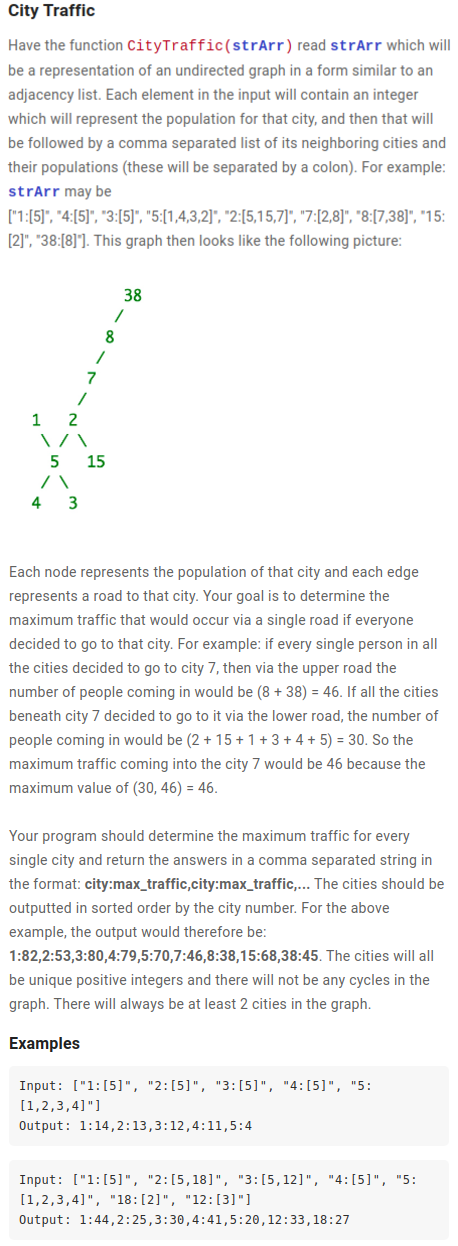 City Traffic
Have the function CityTraffic(strArr) read strArr which will
be a representation of an undirected graph in a form similar to an
adjacency list. Each element in the input will contain an integer
which will represent the population for that city, and then that will
be followed by a comma separated list of its neighboring cities and
their populations (these will be separated by a colon). For example:
strArr may be
["1:[5]", "4:[5]", "3:[5]", "5:[1,4,3,2]", "2:[5,15,7]", "7:[2,8]", "8:[7,38]", "15:
[2]", "38:[8]"]. This graph then looks like the following picture:
38
/
8
/
7
/
1 2
\ / \
5 15
/ \
4 3
Each node represents the population of that city and each edge
represents a road to that city. Your goal is to determine the
maximum traffic that would occur via a single road if everyone
decided to go to that city. For example: if every single person in all
the cities decided to go to city 7, then via the upper road the
number of people coming in would be (8 + 38) = 46. If all the cities
beneath city 7 decided to go to it via the lower road, the number of
people coming in would be (2 + 15 + 1 + 3 + 4 + 5) = 30. So the
maximum traffic coming into the city 7 would be 46 because the
maximum value of (30, 46) = 46.
Your program should determine the maximum traffic for every
single city and return the answers in a comma separated string in
the format: city:max_traffic,city:max_traffic,... The cities should be
outputted in sorted order by the city number. For the above
example, the output would therefore be:
1:82,2:53,3:80,4:79,5:70,7:46,8:38,15:68,38:45. The cities will all
be unique positive integers and there will not be any cycles in the
graph. There will always be at least 2 cities in the graph.
Examples
Input: ["1:[5]", "2:[5]", "3:[5]", "4:[5]", "5:
[1,2,3,4]"]
Output: 1:14,2:13,3:12,4:11,5:4
Input: ["1:[5]", "2:[5,18]", "3:[5,12]", "4:[5]", "5:
[1,2,3,4]", "18:[2]", "12:[3]"]
Output: 1:44,2:25,3:30,4:41,5:20,12:33,18:27